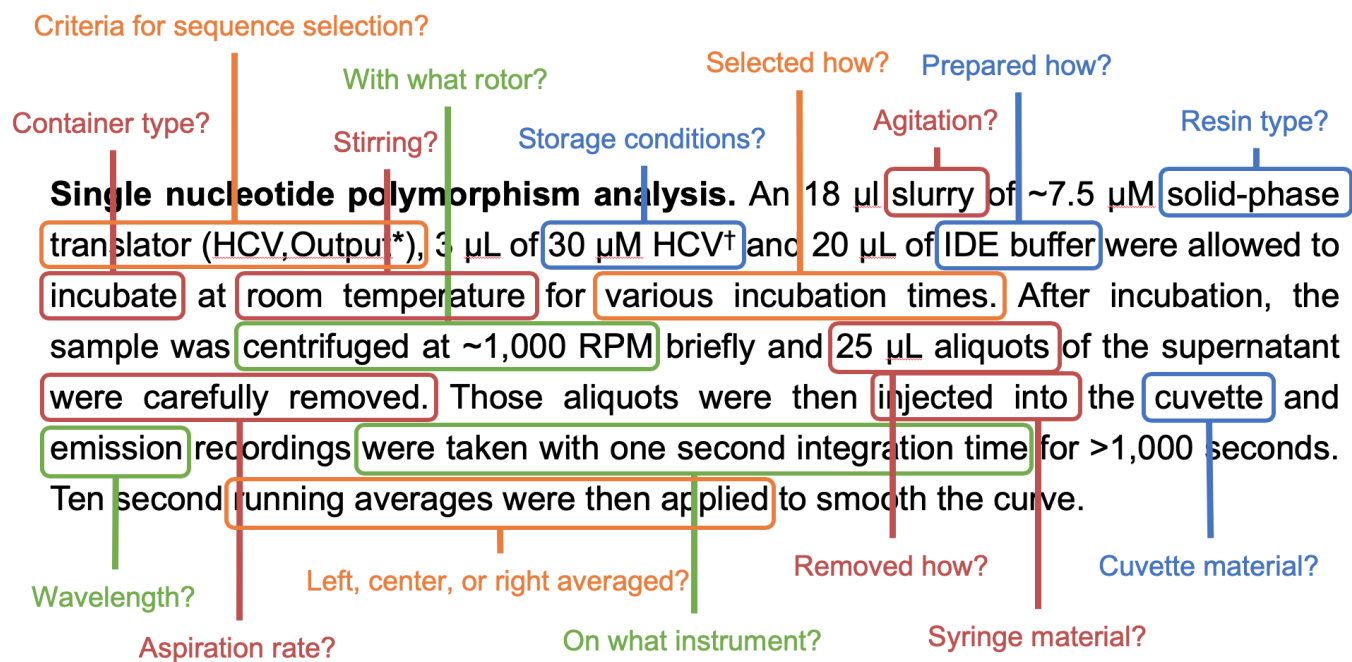 Criteria for sequence selection?
With what rotor?
Selected how?
Prepared how?
Container type?
Stirring?
Storage conditions?
Agitation?
Resin type?
Single nucleotide polymorphism analysis. An 18 µl slurry of ~7.5 µM solid-phase
translator (HCV,Output*), 3 µL of 30 µM HCV† and 20 µL of IDE buffer were allowed to
incubate at room temperature for various incubation times. After incubation, the
sample was centrifuged at ~1,000 RPM briefly and 25 µL aliquots of the supernatant
were carefully removed. Those aliquots were then injected into the cuvette and
emission recordings were taken with one second integration time for >1,000 seconds.
Ten second running averages were then applied to smooth the curve.
Wavelength?
Left, center, or right averaged?
Removed how?
Cuvette material?
Aspiration rate?
On what instrument?
Syringe material?